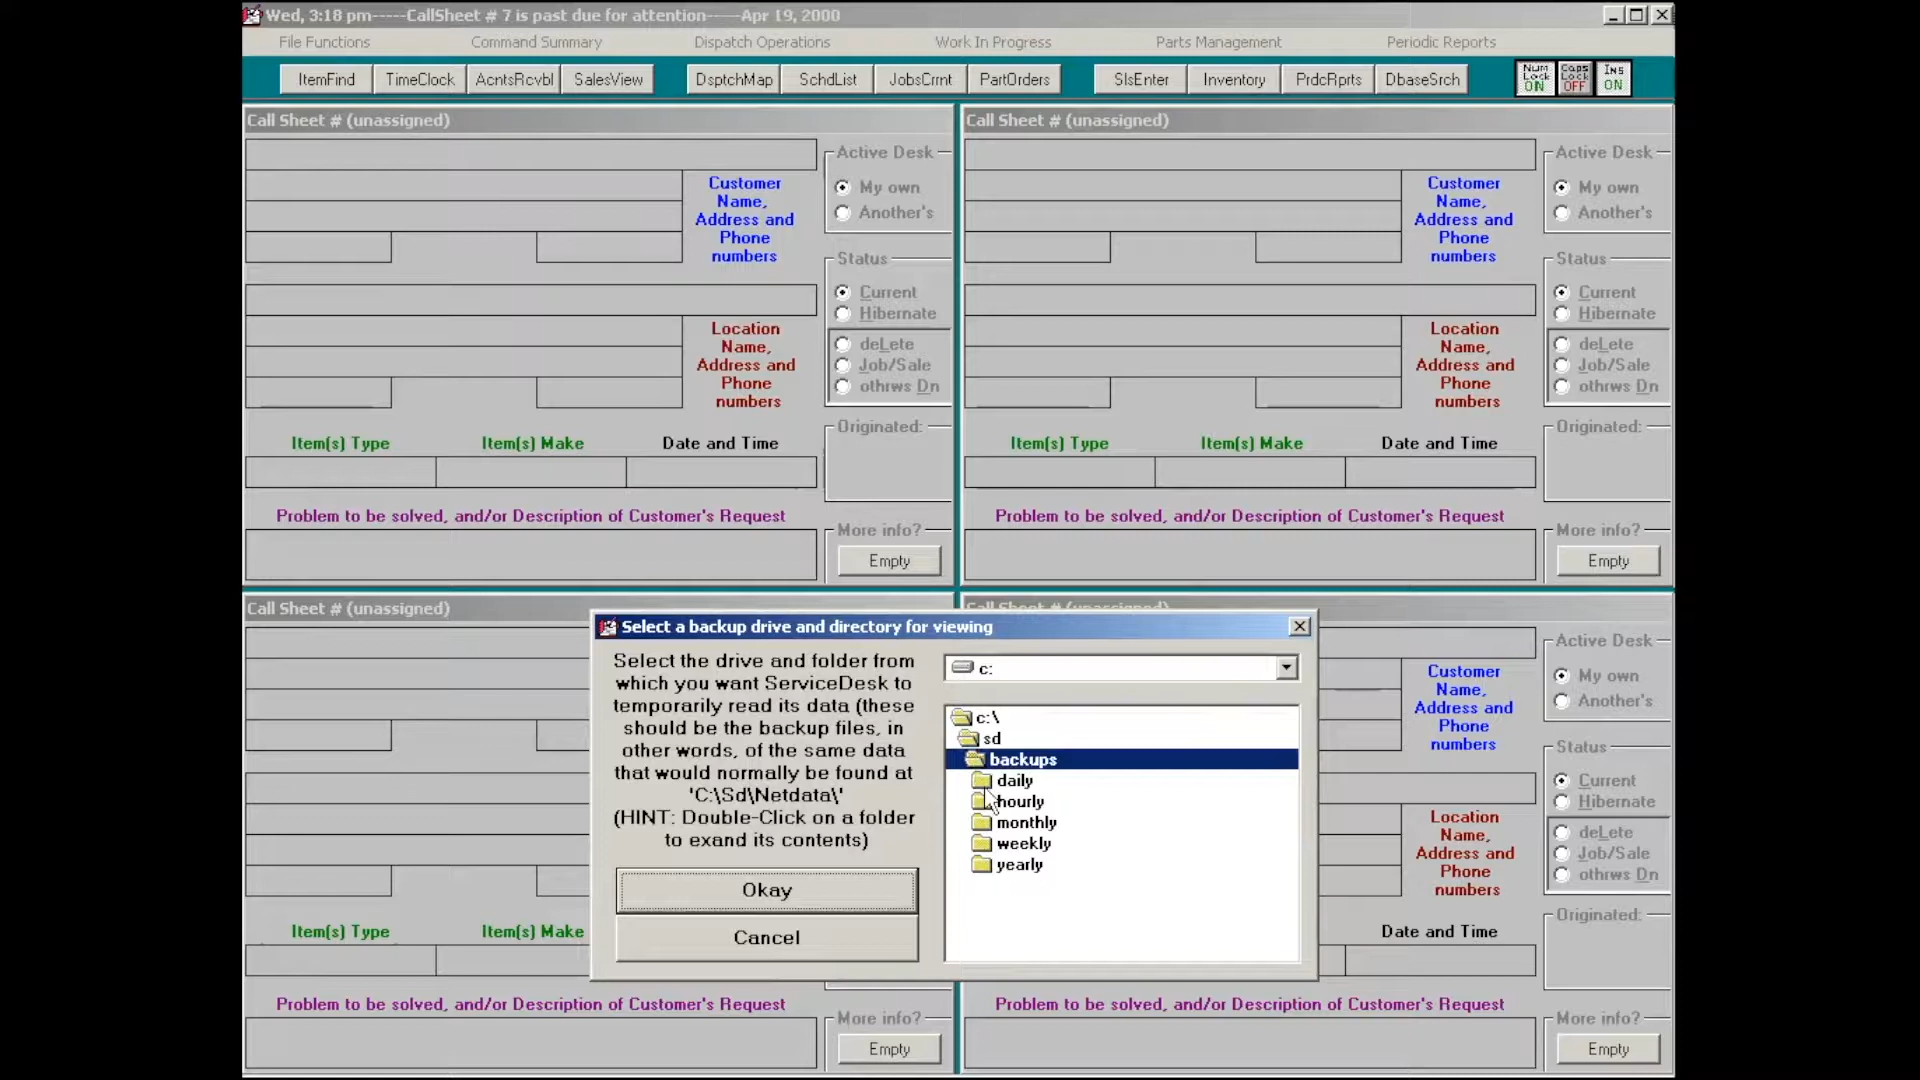 Wed, 3:18 pm-----CallSheet # 7 is past due for attention-----Apr 19, 2000
File Functions Command Summary Dispatch Operations Work In Progress Parts Management Periodic Reports
ItemFind TimeClock AcntsRcvbl SalesView DsptchMap SchdList JobsCrrnt PartOrders SlsEnter Inventory PrdcRprts DbaseSrch
Num Lock ON
Caps Lock OFF
Ins ON
Call Sheet # (unassigned)
Active Desk
My own
Another's
Customer
Name,
Address and
Phone
numbers
Status
Current
Hibernate
deLete
Job/Sale
othrws Dn
Location
Name,
Address and
Phone
numbers
Originated:
Item(s) Type Item(s) Make Date and Time
Problem to be solved, and/or Description of Customer's Request
More info?
Empty
Call Sheet # (unassigned)
Active Desk
My own
Another's
Customer
Name,
Address and
Phone
numbers
Status
Current
Hibernate
deLete
Job/Sale
othrws Dn
Location
Name,
Address and
Phone
numbers
Originated:
Item(s) Type Item(s) Make Date and Time
Problem to be solved, and/or Description of Customer's Request
More info?
Empty
Call Sheet # (unassigned)
Item(s) Type Item(s) Make
Problem to be solved, and/or Description of Customer's Request
More info?
Empty
Call Sheet # (unassigned)
Active Desk
My own
Another's
Customer
Name,
Address and
Phone
numbers
Status
Current
Hibernate
deLete
Job/Sale
othrws Dn
Location
Name,
Address and
Phone
numbers
Originated:
Date and Time
Problem to be solved, and/or Description of Customer's Request
More info?
Empty
Select a backup drive and directory for viewing
Select the drive and folder from
which you want ServiceDesk to
temporarily read its data (these
should be the backup files, in
other words, of the same data
that would normally be found at
'C:\Sd\Netdata\'
(HINT: Double-Click on a folder
to exand its contents)
Okay
Cancel
c:
c:\
sd
backups
daily
hourly
monthly
weekly
yearly